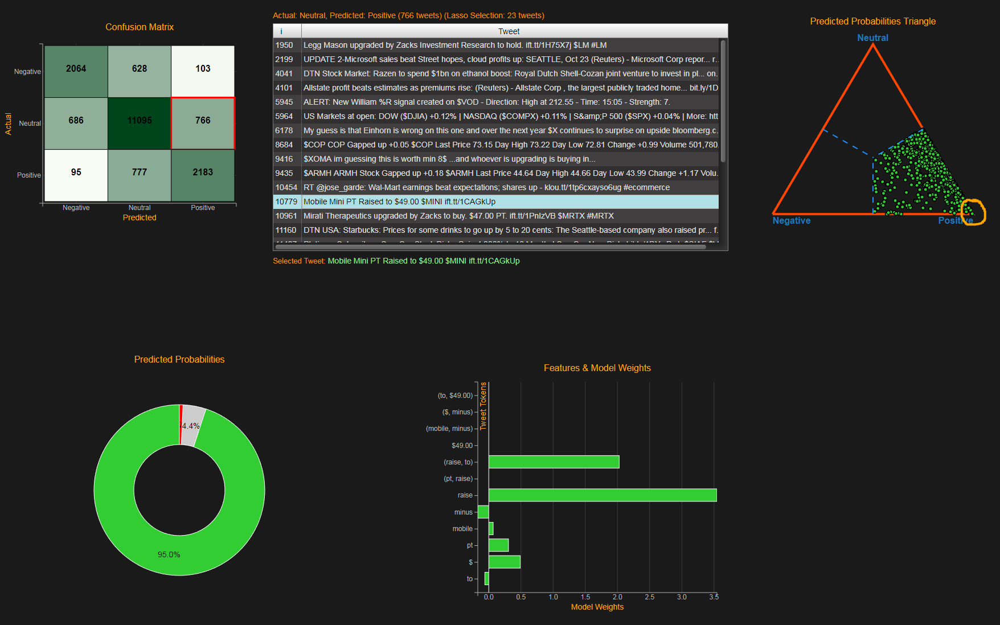 Confusion Matrix
Actual
Negative
2064 628 103
Neutral
686 11095 766
Positive
95 777 2183
Negative Neutral Positive
Predicted
Actual: Neutral, Predicted: Positive (766 tweets) (Lasso Selection: 23 tweets)
i Tweet
1950 Legg Mason upgraded by Zacks Investment Research to hold. ift.tt/1H75X7j $LM #LM
2199 UPDATE 2-Microsoft sales beat Street hopes, cloud profits up: SEATTLE, Oct 23 (Reuters) - Microsoft Corp repor... r...
4041 DTN Stock Market: Razen to spend $1bn on ethanol boost: Royal Dutch Shell-Cozan joint venture to invest in pl... on.
4101 Allstate profit beats estimates as premiums rise: (Reuters) - Allstate Corp , the largest publicly traded home... bit.ly/1D
5945 ALERT: New William %R signal created on $VOD - Direction: High at 212.55 - Time: 15:05 - Strength: 7.
5964 US Markets at open: DOW ($DJIA) +0.12% | NASDAQ ($COMPX) +0.11% | S&amp;P 500 ($SPX) +0.04% | More: htt
6178 My guess is that Einhorn is wrong on this one and over the next year $X continues to surprise on upside bloomberg.c.
8684 $COP COP Gapped up +0.05 $COP Last Price 73.15 Day High 73.22 Day Low 72.81 Change +0.99 Volume 501,780.
9416 $XOMA im guessing this is worth min 8$ ...and whoever is upgrading is buying in...
9435 $ARMH ARMH Stock Gapped up +0.18 $ARMH Last Price 44.64 Day High 44.66 Day Low 43.99 Change +1.17 Volu.
10454 RT @jose_garde: Wal-Mart earnings beat expectations; shares up - klou.tt/1tp6cxayso6ug #ecommerce
10779 Mobile Mini PT Raised to $49.00 $MINI ift.tt/1CAGkUp
10961 Mirati Therapeutics upgraded by Zacks to buy. $47.00 PT. ift.tt/1PnIzVB $MRTX #MRTX
11160 DTN USA: Starbucks: Prices for some drinks to go up by 5 to 20 cents: The Seattle-based company also raised pr... f.
Selected Tweet: Mobile Mini PT Raised to $49.00 $MINI ift.tt/1CAGkUp
Predicted Probabilities Triangle
Neutral
Negative
Positive
Predicted Probabilities
4.4%
95.0%
Features & Model Weights
Tweet Tokens
(to, $49.00)
($, minus)
(mobile, minus)
$49.00
(raise, to)
(pt, raise)
raise
minus
mobile
pt
$
to
0.0 0.5 1.0 1.5 2.0 2.5 3.0 3.5
Model Weights